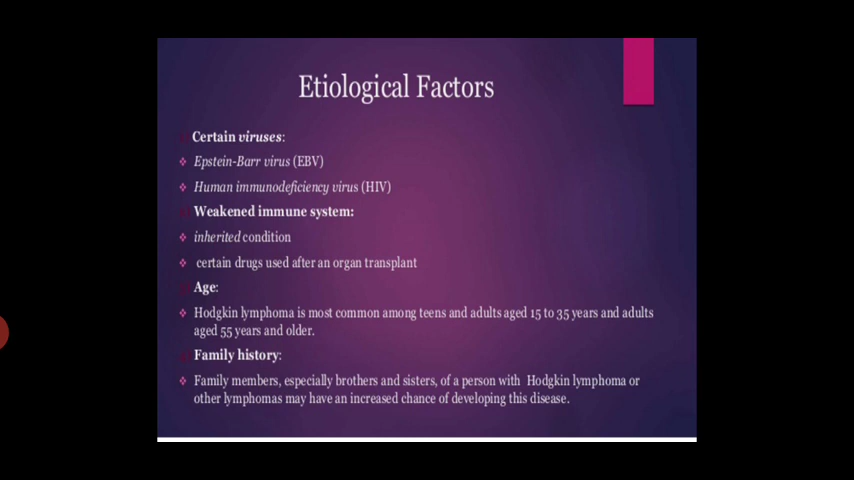 Etiological Factors
Certain viruses:
Epstein-Barr virus (EBV)
Human immunodeficiency virus (HIV)
Weakened immune system:
inherited condition
certain drugs used after an organ transplant
Age:
Hodgkin lymphoma is most common among teens and adults aged 15 to 35 years and adults
aged 55 years and older.
Family history:
Family members, especially brothers and sisters, of a person with Hodgkin lymphoma or
other lymphomas may have an increased chance of developing this disease.